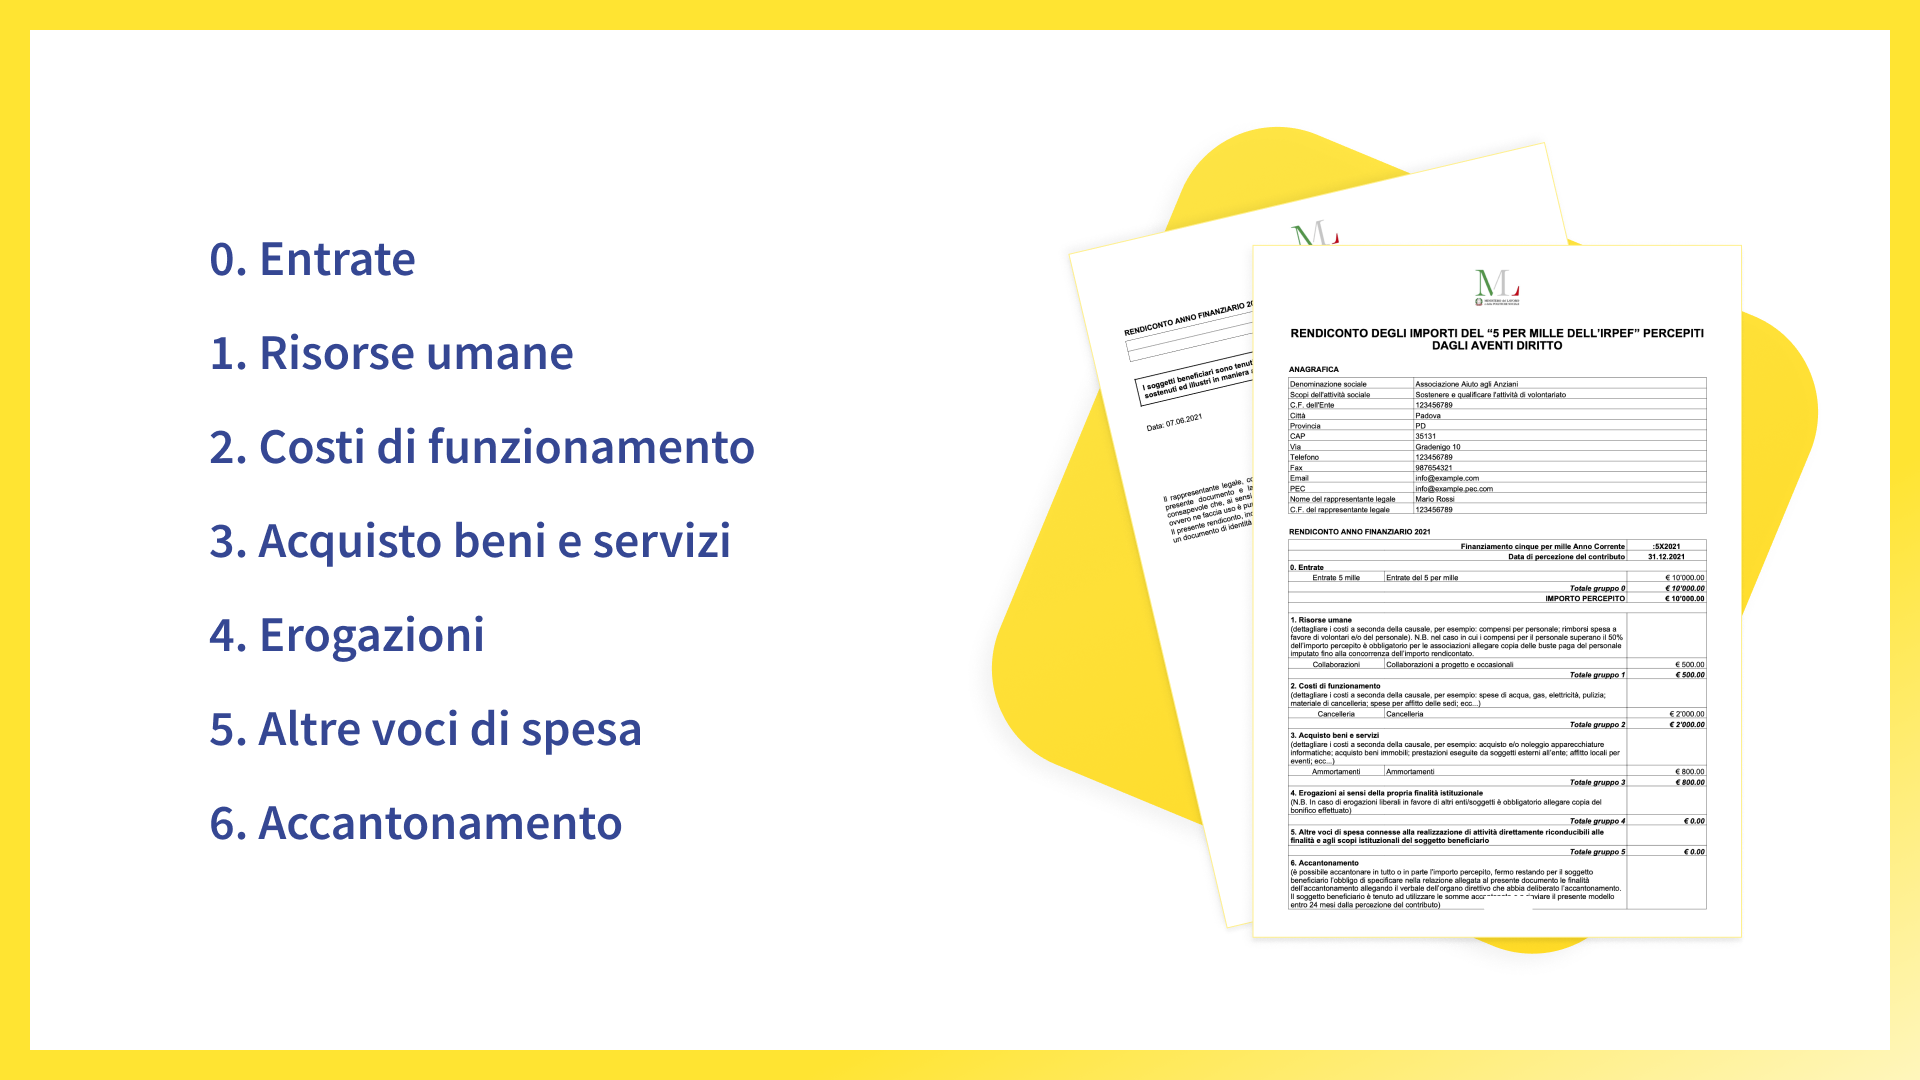 0. Entrate
1. Risorse umane
2. Costi di funzionamento
3. Acquisto beni e servizi
4. Erogazioni
5. Altre voci di spesa
6. Accantonamento
RENDICONTO ANNO FINANZIARIO 20
I soggetti beneficiari sono tenut
sostenuti ed illustri in maniera
Data: 07.06.2021
Il rappresentante legale, co
presente documento e la
consapevole che, ai sensi
ovvero ne faccia uso è pu
Il presente rendiconto, in
un documento di identità
ML
RENDICONTO DEGLI IMPORTI DEL “5 PER MILLE DELL’IRPEF” PERCEPITI
DAGLI AVENTI DIRITTO
ANAGRAFICA
Denominazione sociale Associazione Aiuto agli Anziani
Scopi dell'attività sociale Sostenere e qualificare l'attività di volontariato
C.F. dell'Ente 123456789
Città Padova
Provincia PD
CAP 35131
Via Gradenigo 10
Telefono 123456789
Fax 987654321
Email info@example.com
PEC info@example.pec.com
Nome del rappresentante legale Mario Rossi
C.F. del rappresentante legale 123456789
RENDICONTO ANNO FINANZIARIO 2021
Finanziamento cinque per mille Anno Corrente :5X2021
Data di percezione del contributo 31.12.2021
0. Entrate
Entrate 5 mille Entrate del 5 per mille € 10'000.00
Totale gruppo 0 € 10'000.00
IMPORTO PERCEPITO € 10'000.00
1. Risorse umane
(dettagliare i costi a seconda della causale, per esempio: compensi per personale; rimborsi spesa a
favore di volontari e/o del personale). N.B. nel caso in cui i compensi per il personale superano il 50%
dell'importo percepito è obbligatorio per le associazioni allegare copia delle buste paga del personale
imputato fino alla concorrenza dell'importo rendicontato.
Collaborazioni Collaborazioni a progetto e occasionali € 500.00
Totale gruppo 1 € 500.00
2. Costi di funzionamento
(dettagliare i costi a seconda della causale, per esempio: spese di acqua, gas, elettricità, pulizia;
materiale di cancelleria; spese per affitto delle sedi; ecc...)
Cancelleria Cancelleria € 2'000.00
Totale gruppo 2 € 2'000.00
3. Acquisto beni e servizi
(dettagliare i costi a seconda della causale, per esempio: acquisto e/o noleggio apparecchiature
informatiche; acquisto beni immobili; prestazioni eseguite da soggetti esterni all'ente; affitto locali per
eventi; ecc...)
Ammortamenti Ammortamenti € 800.00
Totale gruppo 3 € 800.00
4. Erogazioni ai sensi della propria finalità istituzionale
(N.B. In caso di erogazioni liberali in favore di altri enti/soggetti è obbligatorio allegare copia del
bonifico effettuato)
Totale gruppo 4 € 0.00
5. Altre voci di spesa connesse alla realizzazione di attività direttamente riconducibili alle
finalità e agli scopi istituzionali del soggetto beneficiario
Totale gruppo 5 € 0.00
6. Accantonamento
(è possibile accantonare in tutto o in parte l'importo percepito, fermo restando per il soggetto
beneficiario l'obbligo di specificare nella relazione allegata al presente documento le finalità
dell'accantonamento allegando il verbale dell'organo direttivo che abbia deliberato l'accantonamento.
Il soggetto beneficiario è tenuto ad utilizzare le somme il presente modello
entro 24 mesi dalla percezione del contributo)